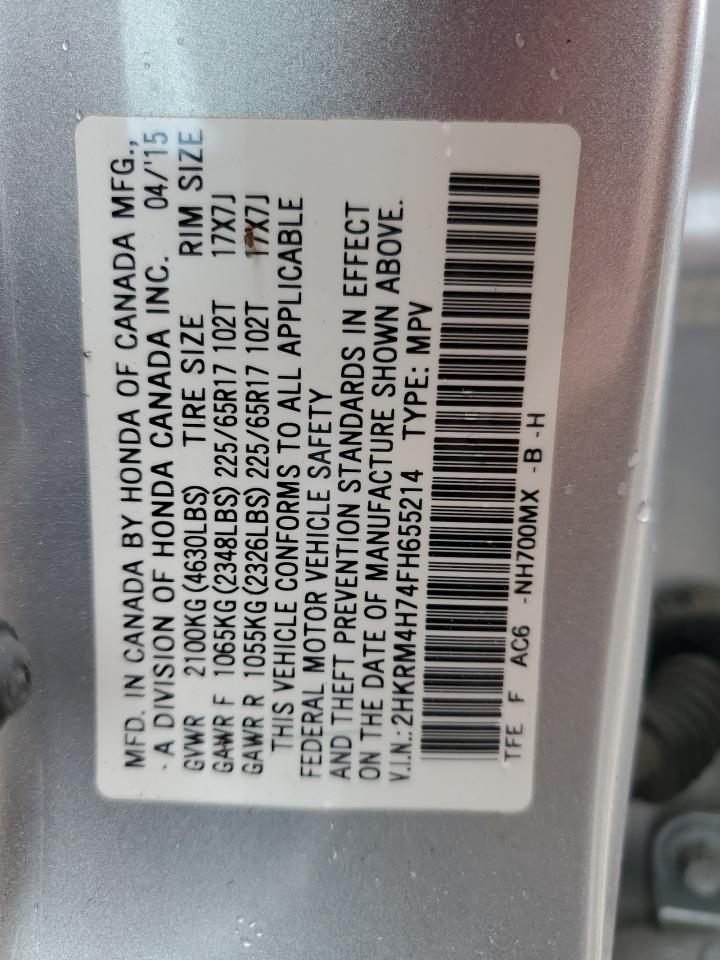 MFD. IN CANADA BY HONDA OF CANADA MFG.,
- A DIVISION OF HONDA CANADA INC. 04/'15
GVWR 2100KG (4630LBS) TIRE SIZE RIM SIZE
GAWR F 1065KG (2348LBS) 225/65R17 102T 17X7J
GAWR R 1055KG (2326LBS) 225/65R17 102T 17X7J
THIS VEHICLE CONFORMS TO ALL APPLICABLE
FEDERAL MOTOR VEHICLE SAFETY
AND THEFT PREVENTION STANDARDS IN EFFECT
ON THE DATE OF MANUFACTURE SHOWN ABOVE.
V.I.N.: 2HKRM4H74FH655214 TYPE: MPV
TFE F AC6 -NH700MX -B -H